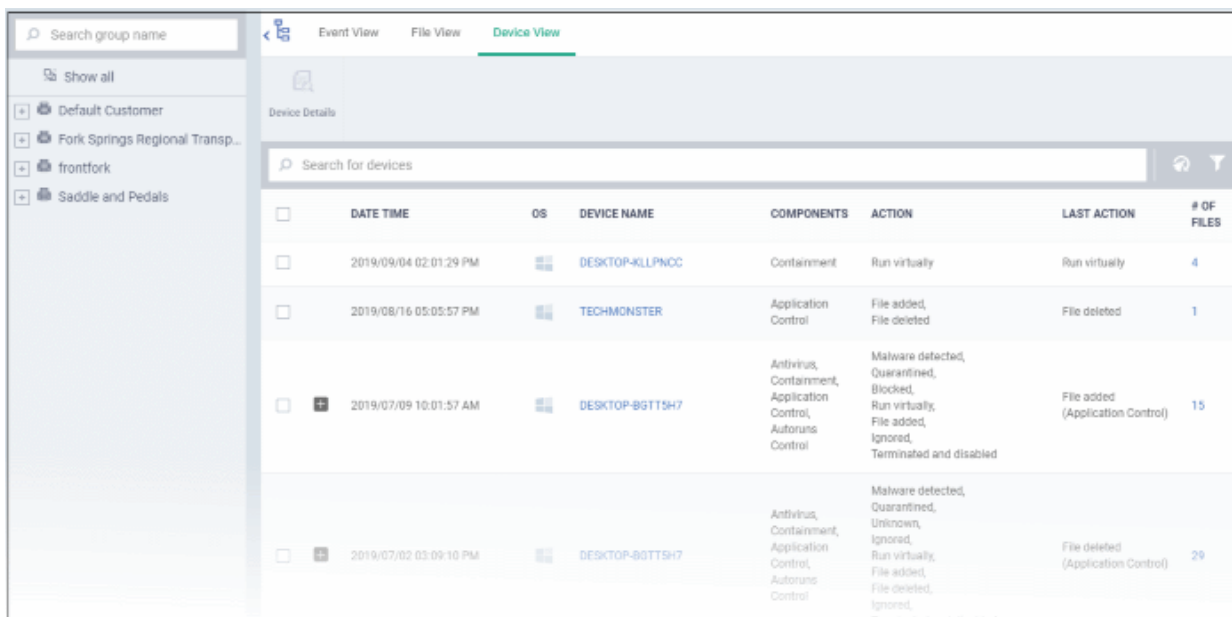 Search group name
Event View File View Device View
Show all
Device Details
Default Customer
Fork Springs Regional Transp...
frontfork
Saddle and Pedals
Search for devices
DATE TIME OS DEVICE NAME COMPONENTS ACTION LAST ACTION # OF FILES
2019/09/04 02:01:29 PM DESKTOP-KLLPNCC Containment Run virtually Run virtually 4
2019/08/16 05:05:57 PM TECHMONSTER
Application
Control
File added,
File deleted
File deleted
1
2019/07/09 10:01:57 AM DESKTOP-BGTT5H7
Antivirus,
Containment,
Application
Control,
Autoruns
Control
Malware detected,
Quarantined,
Blocked,
Run virtually,
File added,
Ignored,
Terminated and disabled
File added
(Application Control)
15
2019/07/02 03:09:10 PM DESKTOP-BGTT5H7
Antivirus,
Containment,
Application
Control,
Autoruns
Control
Malware detected,
Quarantined,
Unknown,
Ignored,
Run virtually,
File added,
File deleted,
Ignored,
File deleted
(Application Control)
29